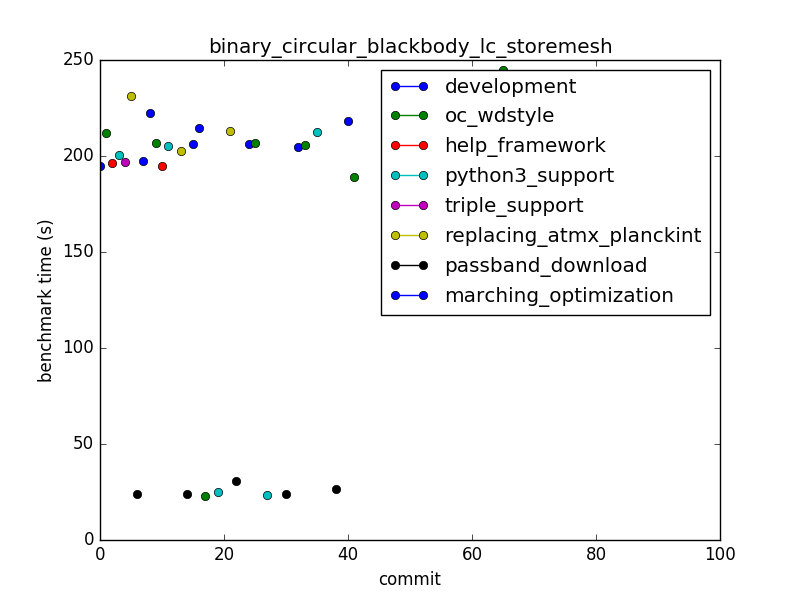 binary_circular_blackbody_lc_storemesh
250
200
150
100
50
0
benchmark time (s)
development
oc_wdstyle
help_framework
python3_support
triple_support
replacing_atmx_planckint
passband_download
marching_optimization
0 20 40 60 80 100
commit